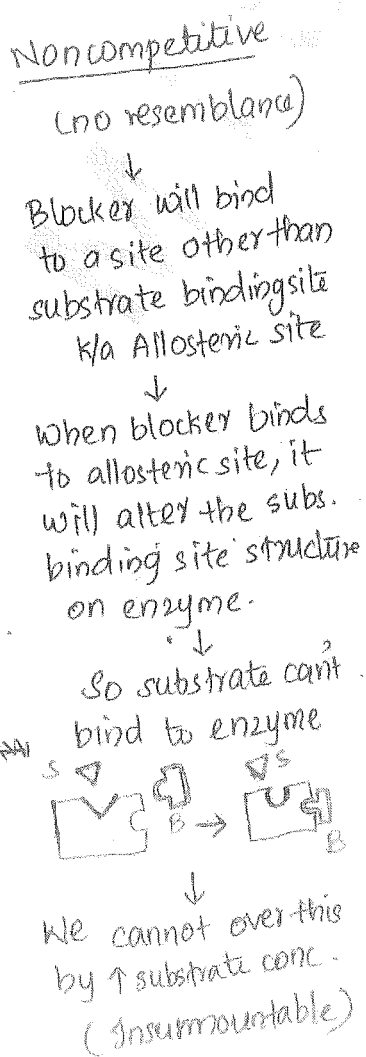 Noncompetitive
(no resemblance)
↓
Blocker will bind
to a site other than
substrate binding site
k/a Allosteric site
↓
When blocker binds
to allosteric site, it
will alter the subs.
binding site structure
on enzyme.
↓
So substrate can't
bind to enzyme
S S
B → B
↓
We cannot over this
by ↑ substrate conc.
(Insurmountable)